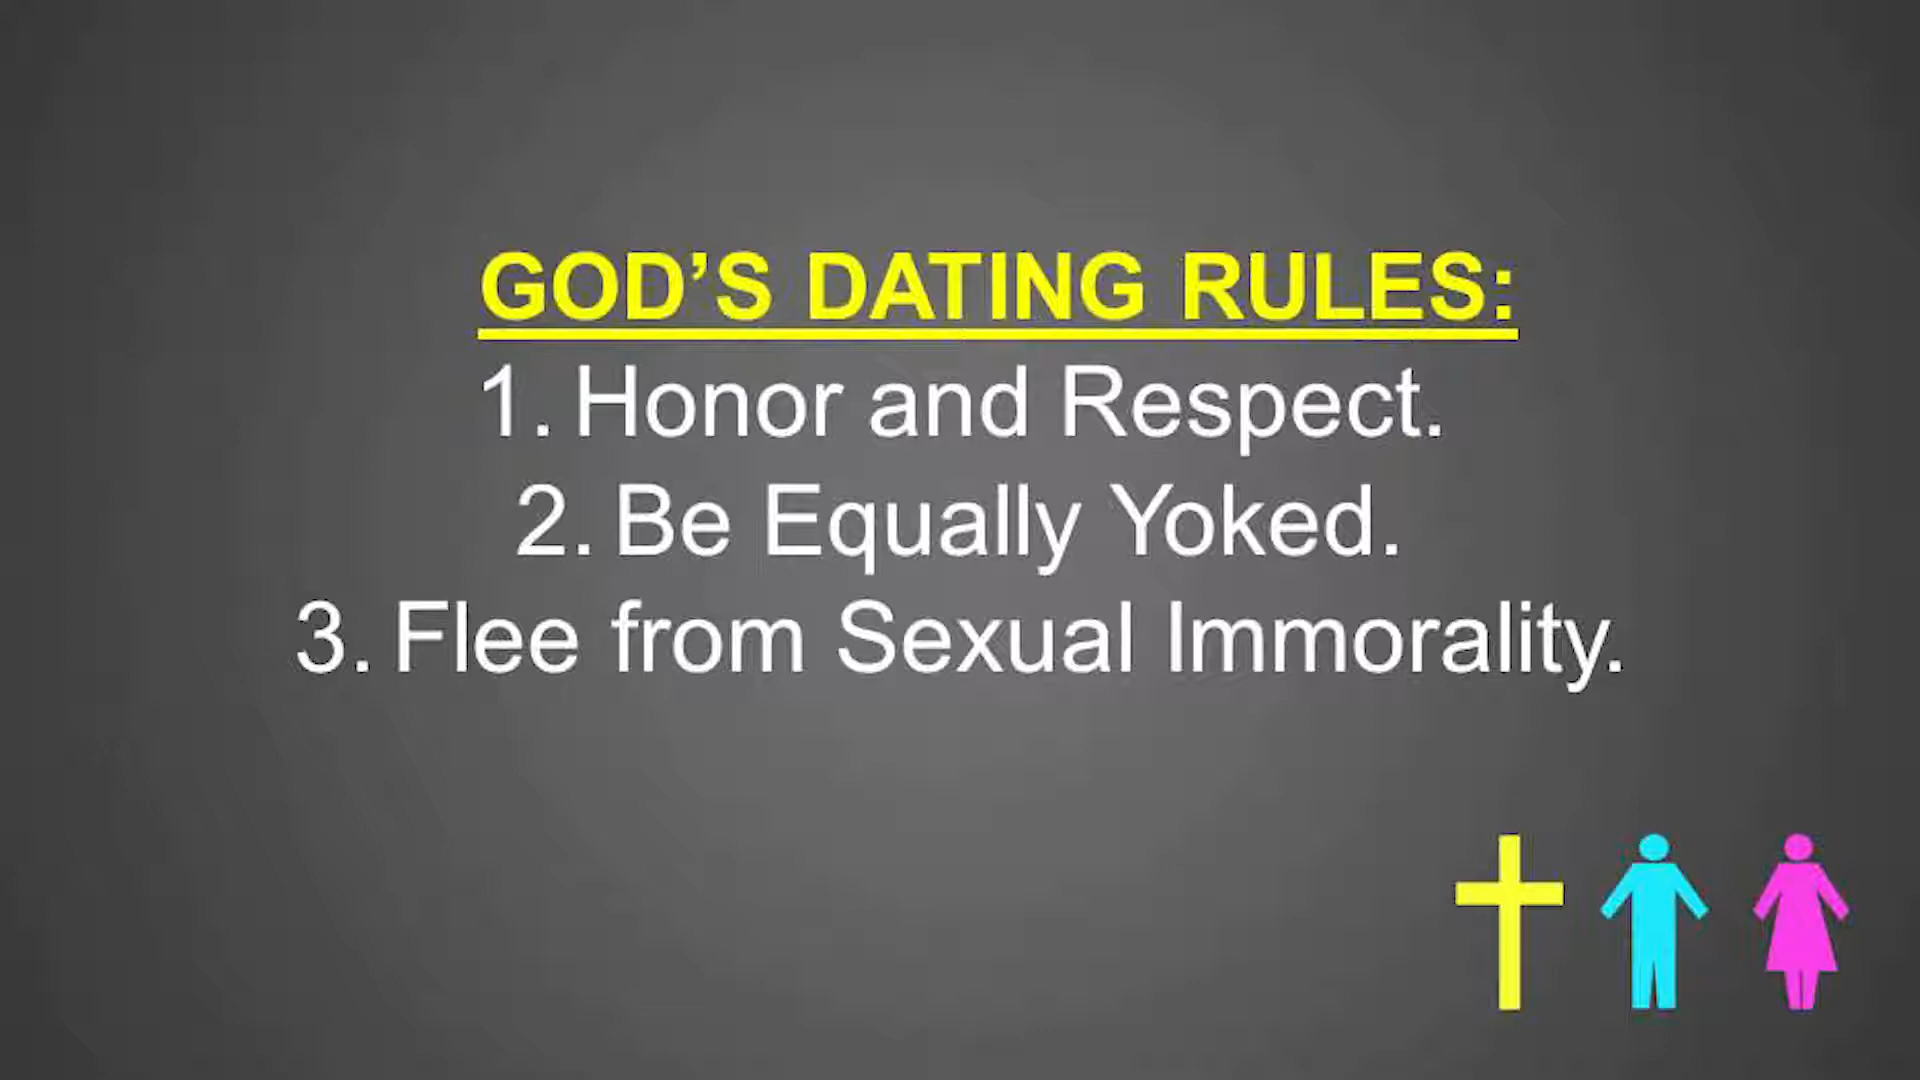 GOD’S DATING RULES:
1. Honor and Respect.
2. Be Equally Yoked.
3. Flee from Sexual Immorality.